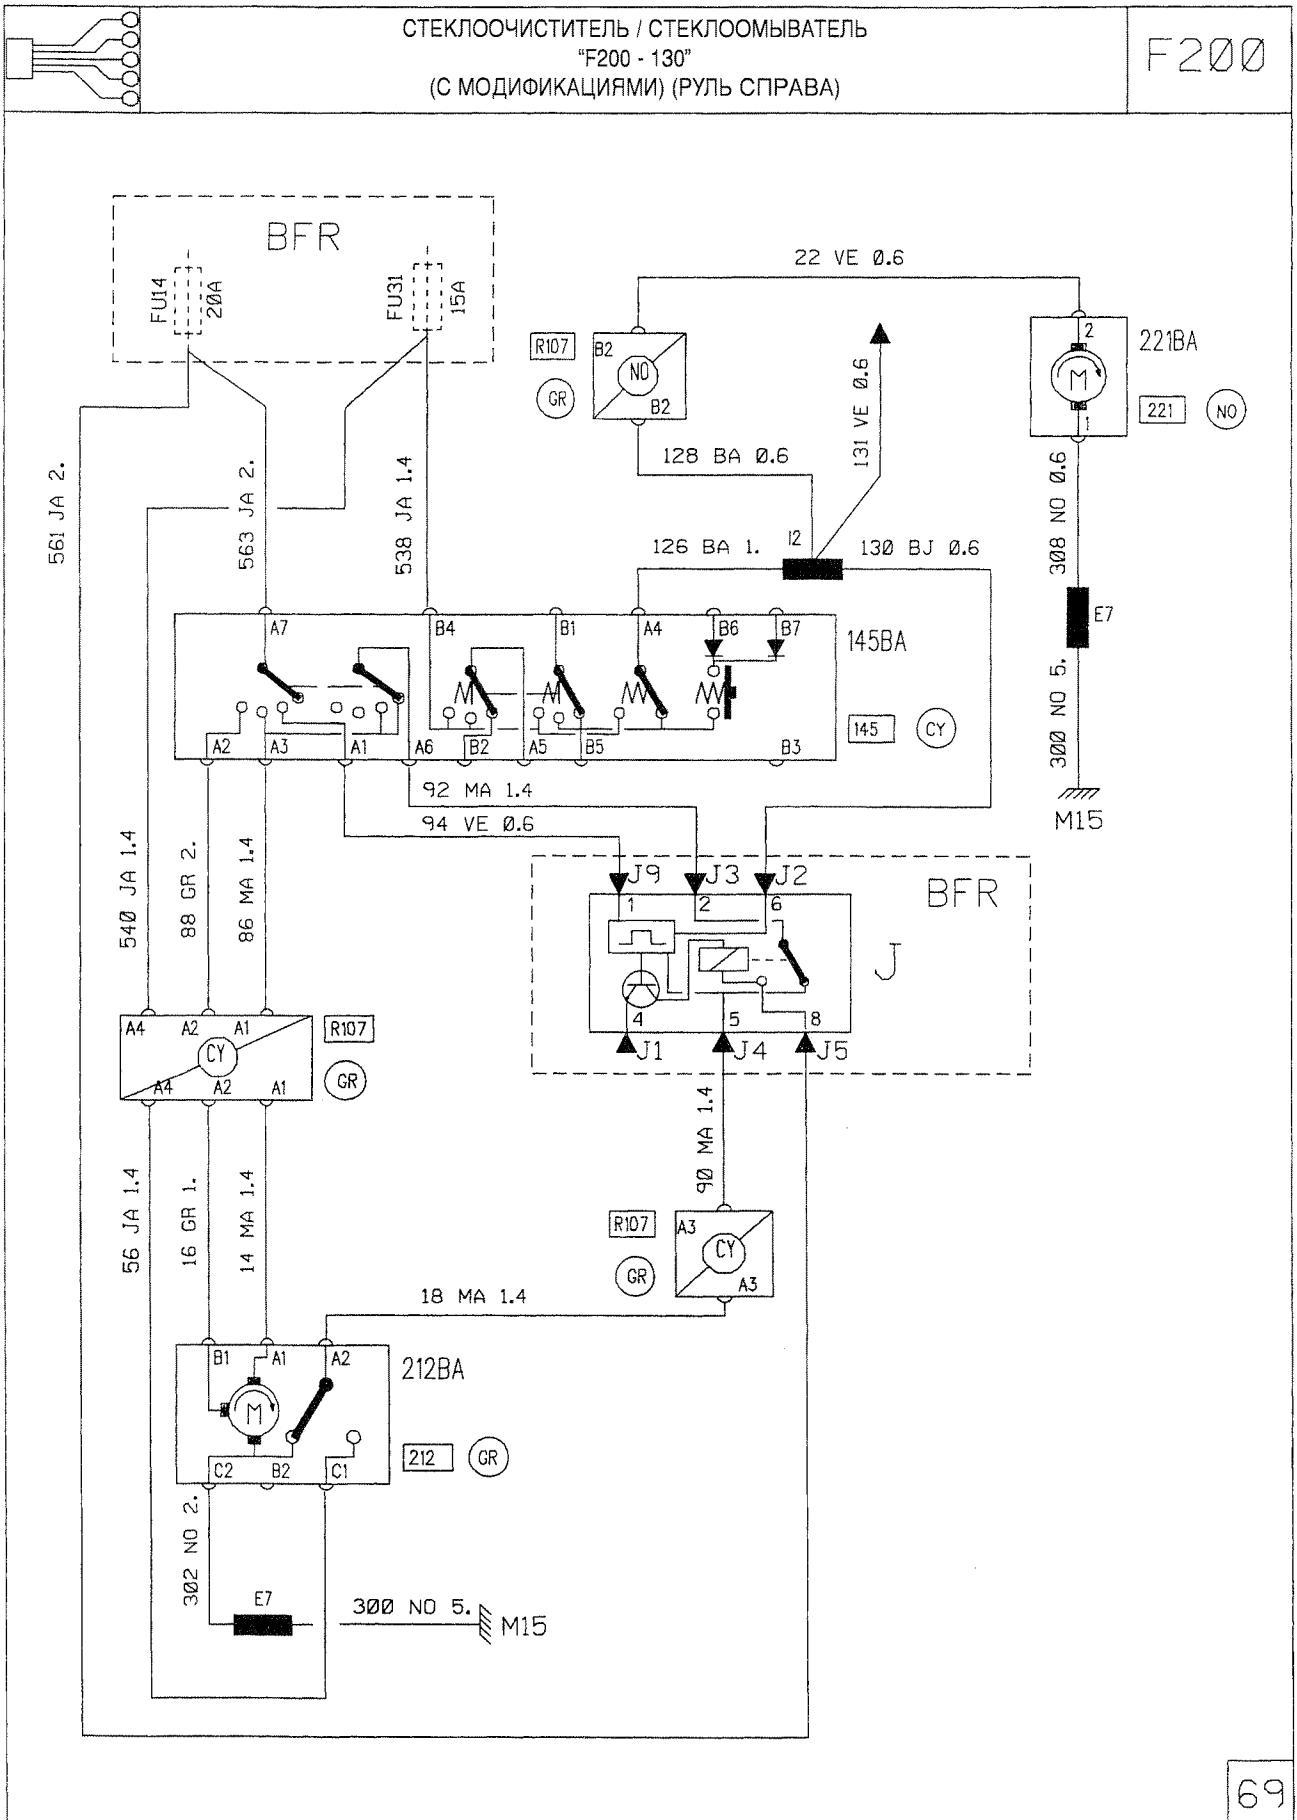 СТЕКЛООЧИСТИТЕЛЬ / СТЕКЛООМЫВАТЕЛЬ
"F200 - 130"
(С МОДИФИКАЦИЯМИ) (РУЛЬ СПРАВА)
F200
BFR
FU14
20A
FU31
15A
22 VE 0.6
R107
GR
B2
NO
B2
131 VE 0.6
2
M
1
221BA
221
NO
128 BA 0.6
561 JA 2.
563 JA 2.
538 JA 1.4
126 BA 1.
I2
130 BJ 0.6
308 NO 0.6
E7
300 NO 5.
M15
A7
B4
B1
A4
B6
B7
145BA
145
CY
A2
A3
A1
A6
B2
A5
B5
B3
92 MA 1.4
94 VE 0.6
540 JA 1.4
88 GR 2.
86 MA 1.4
J9
J3
J2
BFR
1
2
6
J
4
5
8
J1
J4
J5
A4
A2
A1
R107
CY
GR
A4
A2
A1
90 MA 1.4
56 JA 1.4
16 GR 1.
14 MA 1.4
R107
GR
A3
CY
A3
18 MA 1.4
B1
A1
A2
212BA
M
212
GR
C2
B2
C1
302 NO 2.
E7
300 NO 5.
M15
69